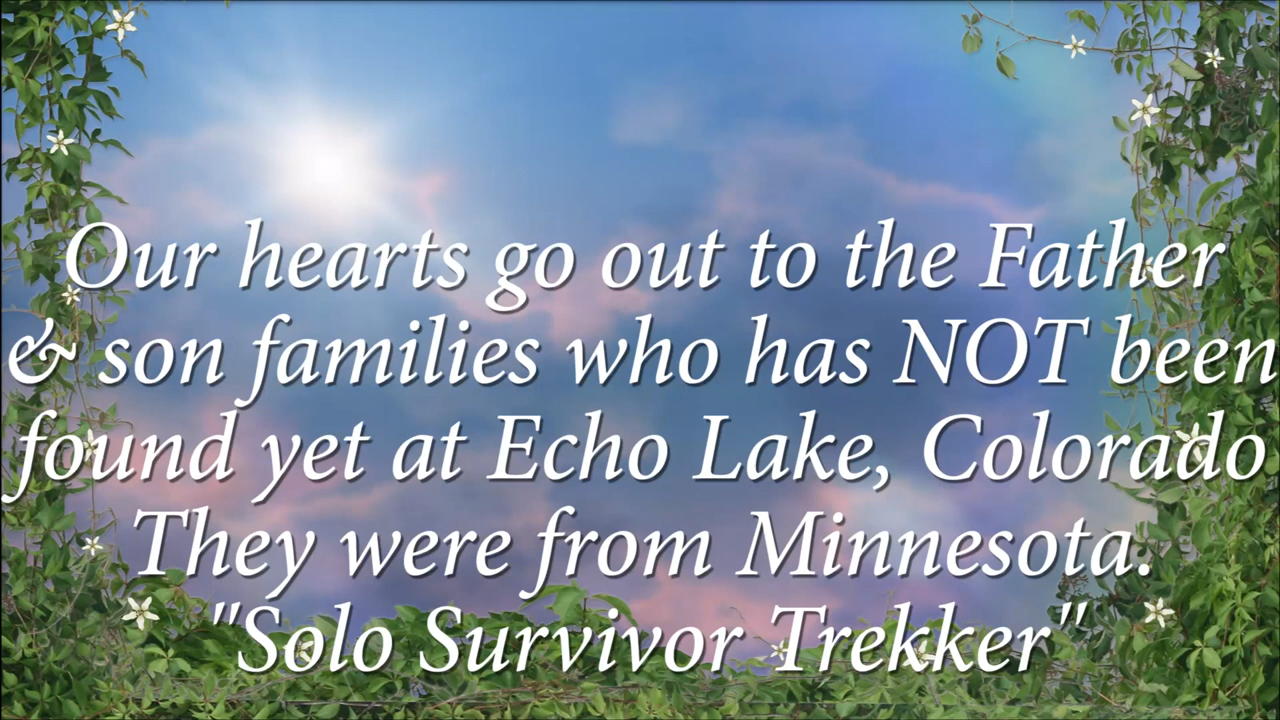 Our hearts go out to the Father
& son families who has NOT been
found yet at Echo Lake, Colorado
They were from Minnesota.
"Solo Survivor Trekker"